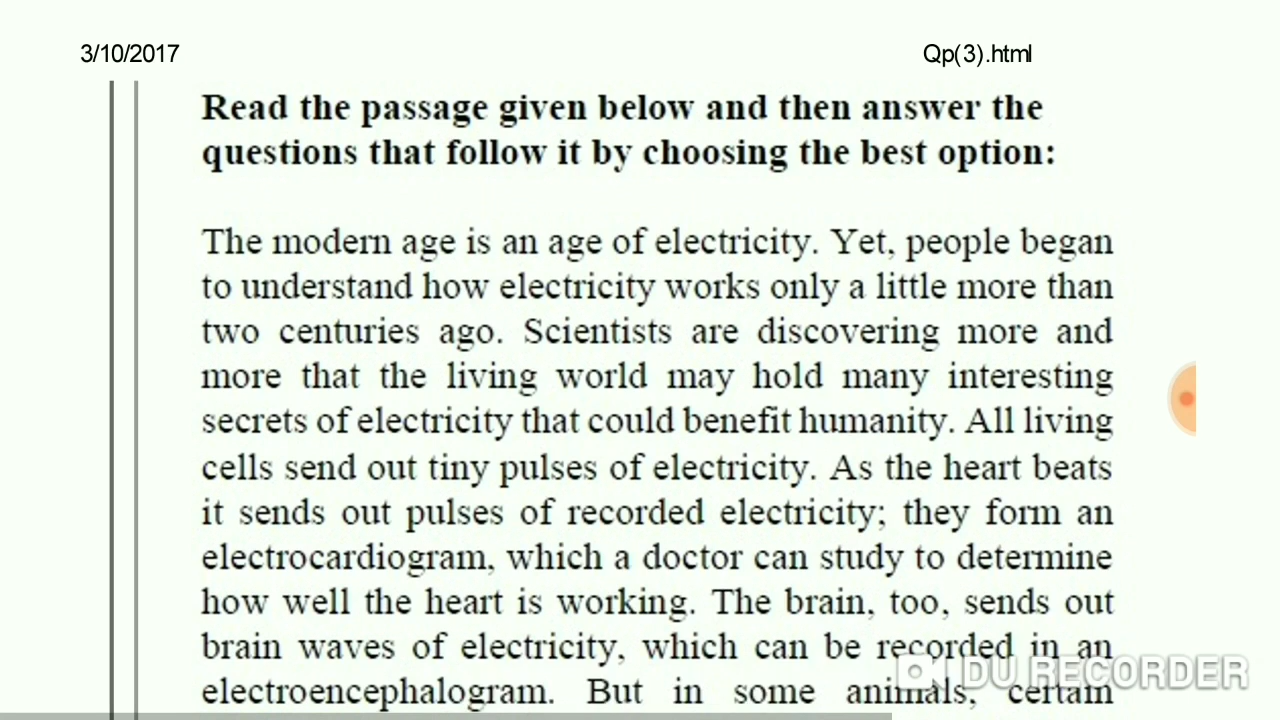 3/10/2017 Qp(3).html
Read the passage given below and then answer the
questions that follow it by choosing the best option:
The modern age is an age of electricity. Yet, people began
to understand how electricity works only a little more than
two centuries ago. Scientists are discovering more and
more that the living world may hold many interesting
secrets of electricity that could benefit humanity. All living
cells send out tiny pulses of electricity. As the heart beats
it sends out pulses of recorded electricity; they form an
electrocardiogram, which a doctor can study to determine
how well the heart is working. The brain, too, sends out
brain waves of electricity, which can be recorded in an
electroencephalogram. But in some animals, certain
DU RECORDER